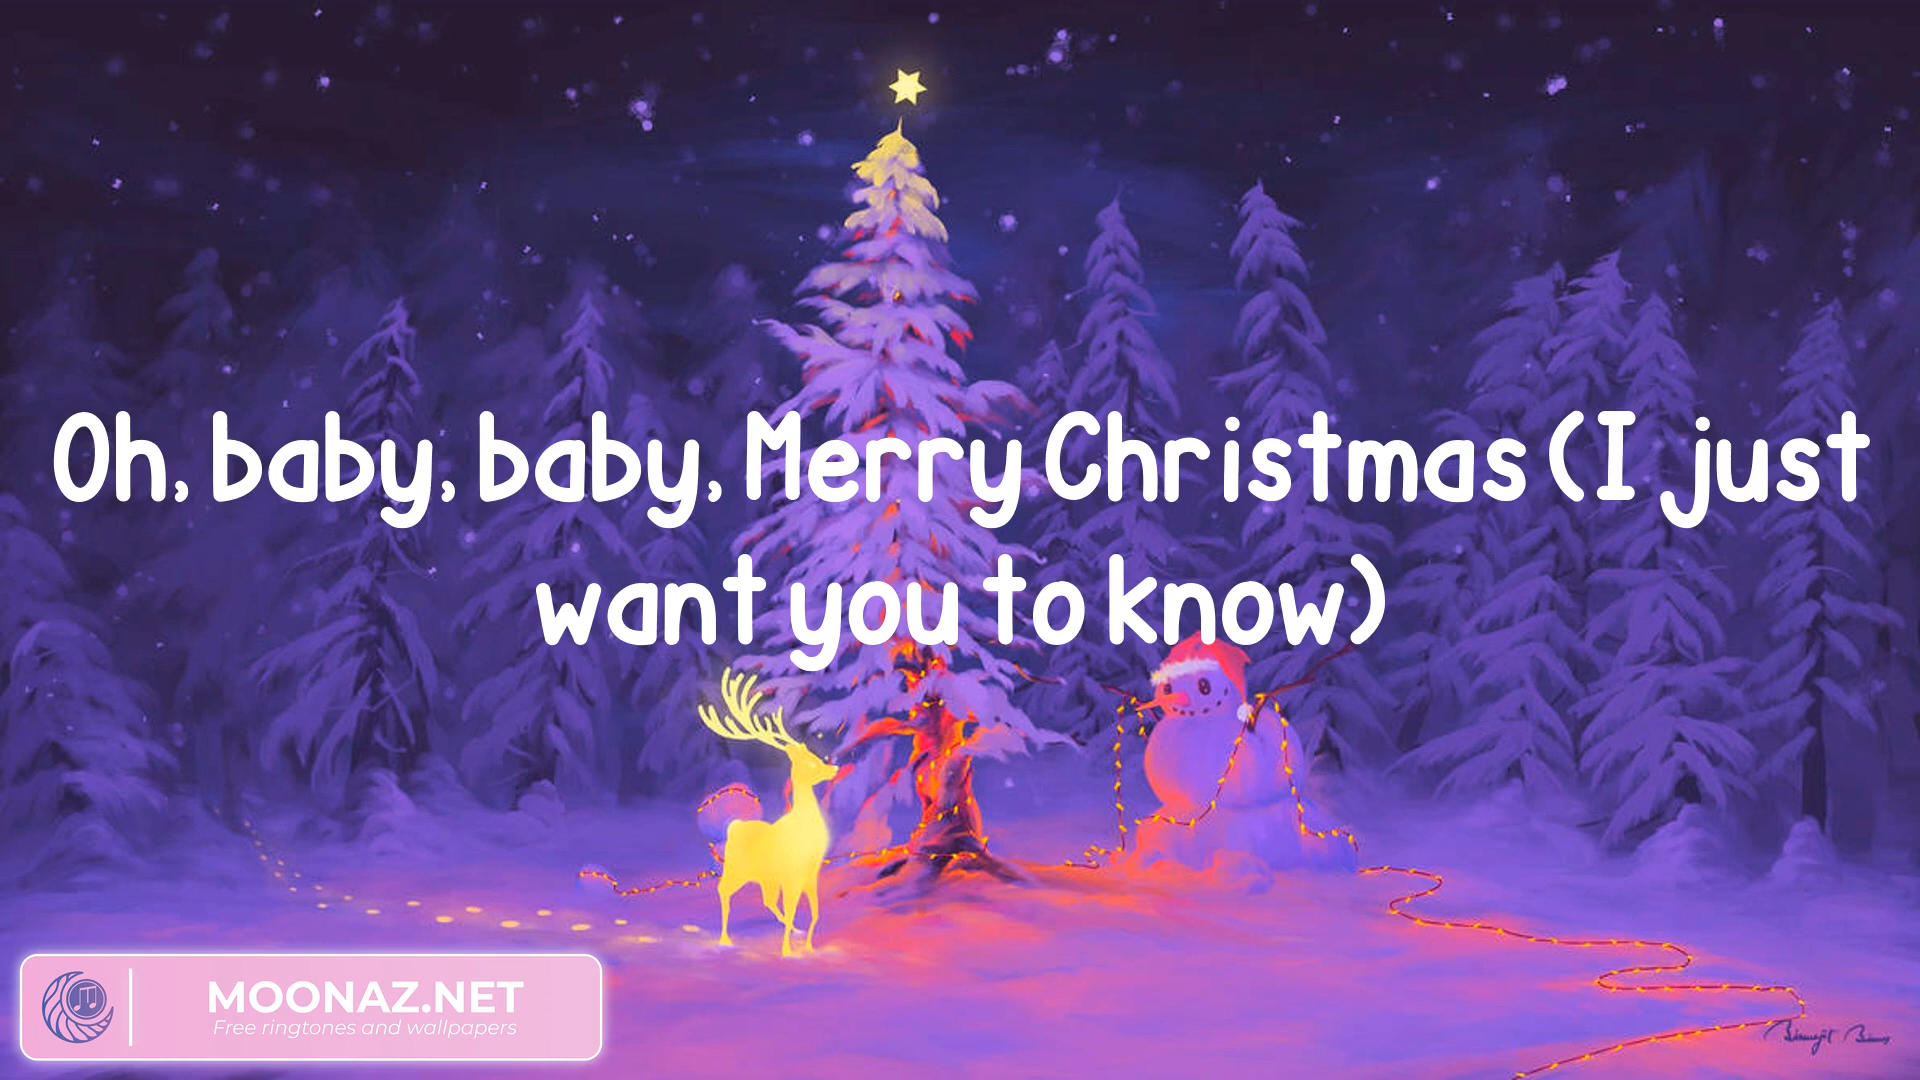 Oh, baby, baby, Merry Christmas (I just
want you to know)
MOONAZ.NET
Free ringtones and wallpapers